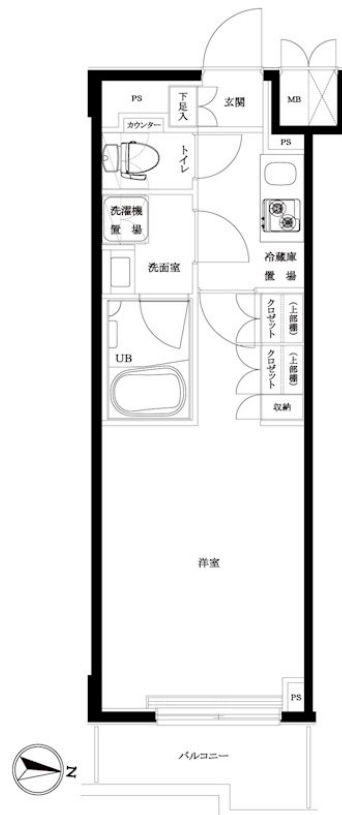 PS
下足入
玄関
MB
カウンター
トイレ
PS
洗濯機
置場
洗面室
冷蔵庫
置場
クロゼット
(上部棚)
クロゼット
(上部棚)
UB
収納
洋室
PS
バルコニー
N